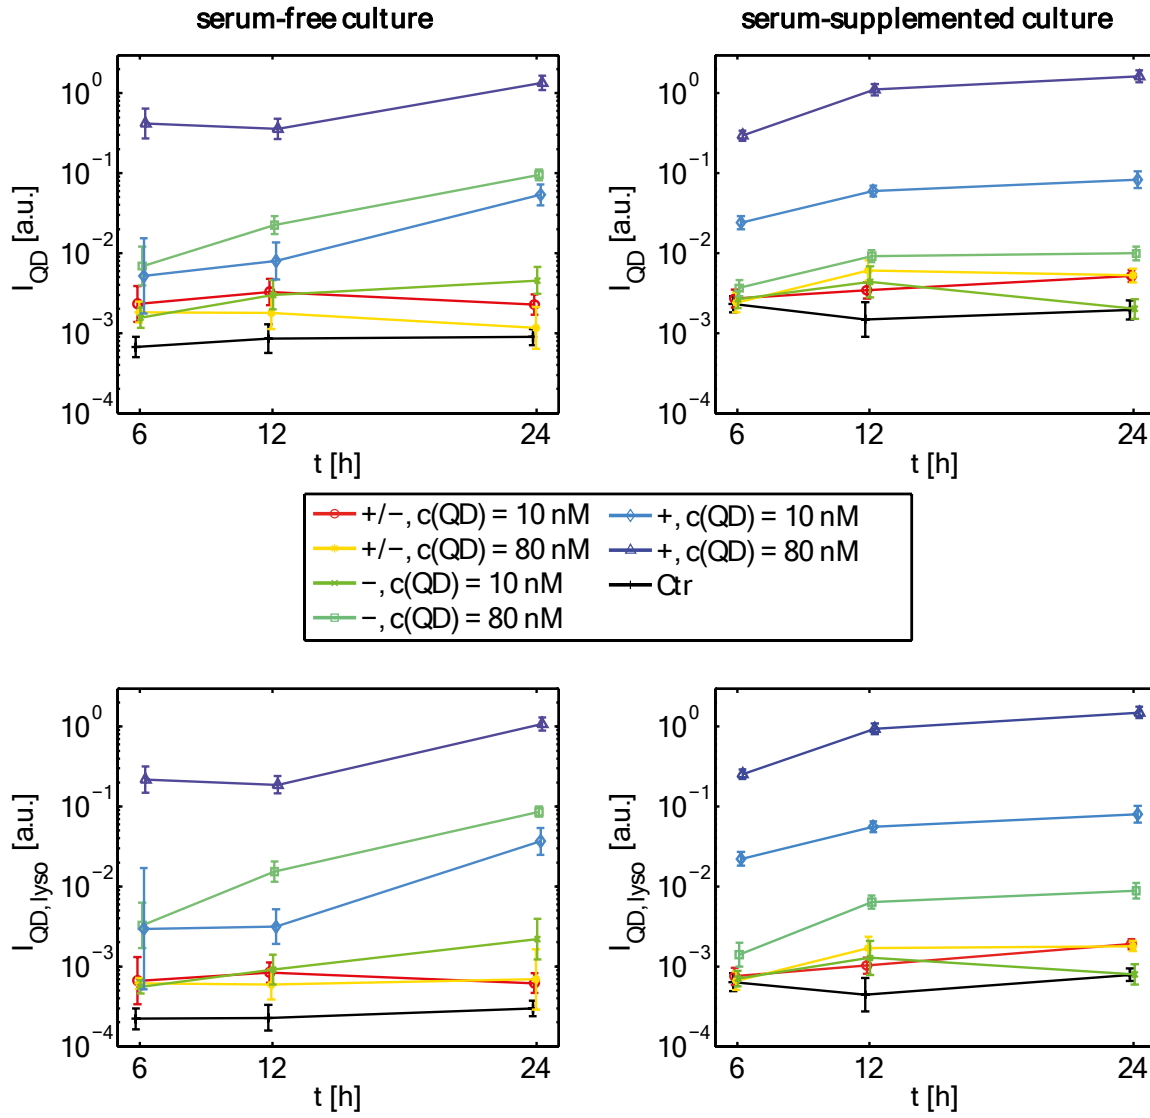 serum-free culture
serum-supplemented culture
I_QD [a.u.]
10^0
10^−1
10^−2
10^−3
10^−4
6 12 24
t [h]
I_QD [a.u.]
10^0
10^−1
10^−2
10^−3
10^−4
6 12 24
t [h]
+/−, c(QD) = 10 nM
+/−, c(QD) = 80 nM
−, c(QD) = 10 nM
−, c(QD) = 80 nM
+, c(QD) = 10 nM
+, c(QD) = 80 nM
Ctr
I_QD, lyso [a.u.]
10^0
10^−1
10^−2
10^−3
10^−4
6 12 24
t [h]
I_QD, lyso [a.u.]
10^0
10^−1
10^−2
10^−3
10^−4
6 12 24
t [h]